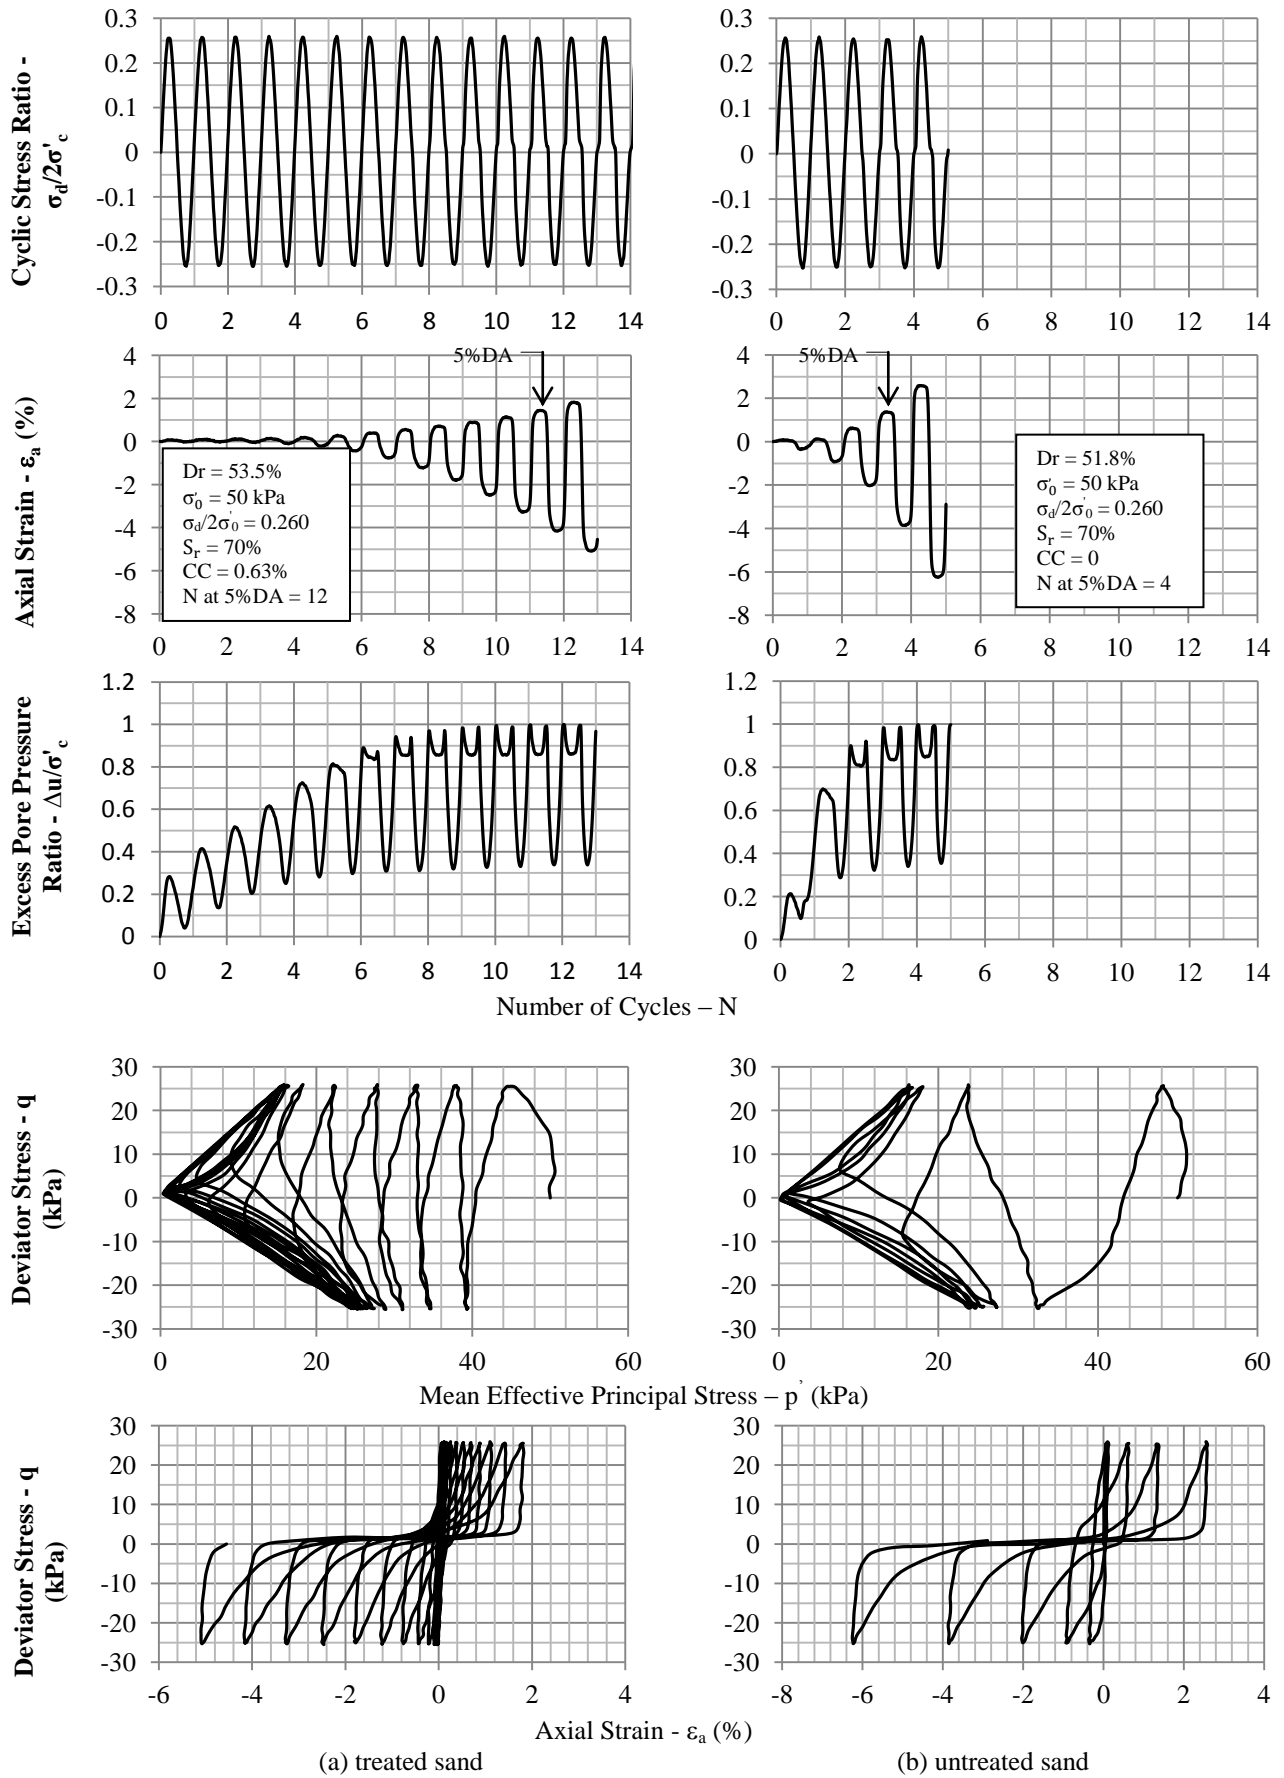 Cyclic Stress Ratio -
σd/2σ'c
0.3
0.2
0.1
0
-0.1
-0.2
-0.3
0 2 4 6 8 10 12 14
0.3
0.2
0.1
0
-0.1
-0.2
-0.3
0 2 4 6 8 10 12 14
Axial Strain - εa (%)
4
2
0
-2
-4
-6
-8
0 2 4 6 8 10 12 14
5%DA
Dr = 53.5%
σ'0 = 50 kPa
σd/2σ'0 = 0.260
Sr = 70%
CC = 0.63%
N at 5%DA = 12
4
2
0
-2
-4
-6
-8
0 2 4 6 8 10 12 14
5%DA
Dr = 51.8%
σ'0 = 50 kPa
σd/2σ'0 = 0.260
Sr = 70%
CC = 0
N at 5%DA = 4
Excess Pore Pressure
Ratio - Δu/σ'c
1.2
1
0.8
0.6
0.4
0.2
0
0 2 4 6 8 10 12 14
1.2
1
0.8
0.6
0.4
0.2
0
0 2 4 6 8 10 12 14
Number of Cycles – N
Deviator Stress - q
(kPa)
30
20
10
0
-10
-20
-30
0 20 40 60
30
20
10
0
-10
-20
-30
0 20 40 60
Mean Effective Principal Stress – p' (kPa)
Deviator Stress - q
(kPa)
30
20
10
0
-10
-20
-30
-6 -4 -2 0 2 4
30
20
10
0
-10
-20
-30
-8 -6 -4 -2 0 2 4
Axial Strain - εa (%)
(a) treated sand
(b) untreated sand